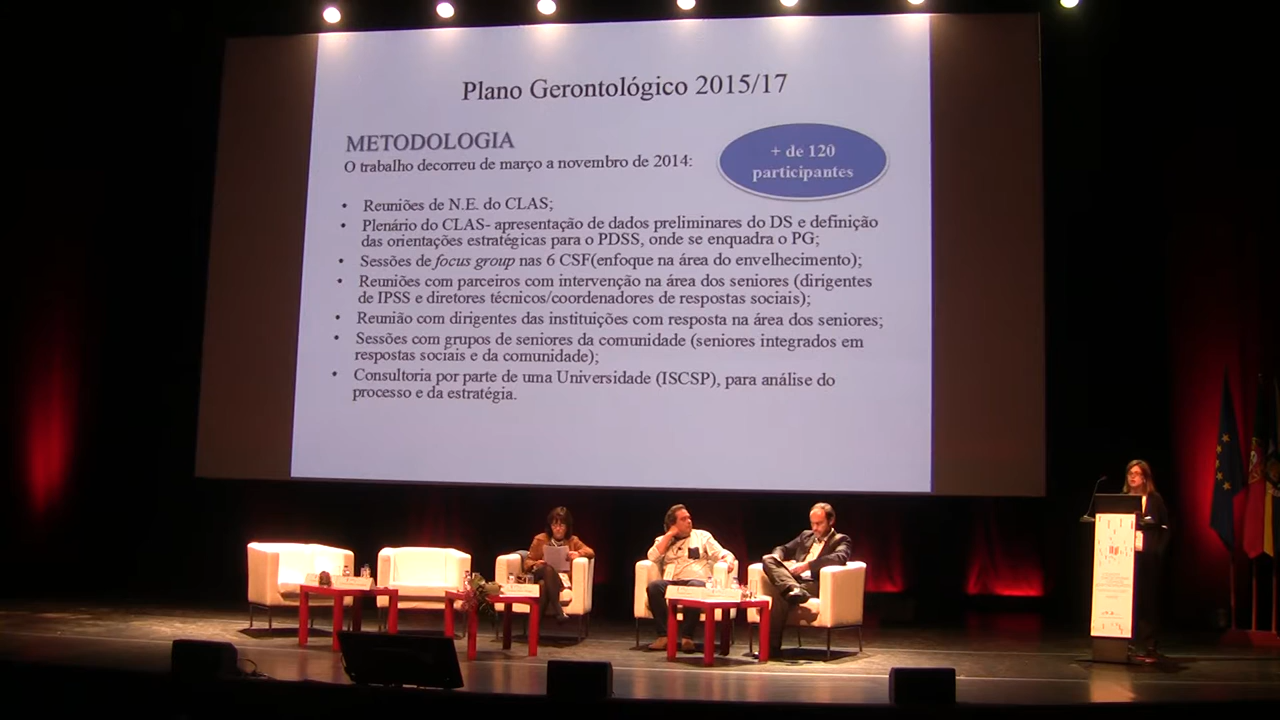 Plano Gerontológico 2015/17
METODOLOGIA
+ de 120
participantes
O trabalho decorreu de março a novembro de 2014:
• Reuniões de N.E. do CLAS;
• Plenário do CLAS- apresentação de dados preliminares do DS e definição
das orientações estratégicas para o PDSS, onde se enquadra o PG;
• Sessões de focus group nas 6 CSF(enfoque na área do envelhecimento);
• Reuniões com parceiros com intervenção na área dos seniores (dirigentes
de IPSS e diretores técnicos/coordenadores de respostas sociais);
• Reunião com dirigentes das instituições com resposta na área dos seniores;
• Sessões com grupos de seniores da comunidade (seniores integrados em
respostas sociais e da comunidade);
• Consultoria por parte de uma Universidade (ISCSP), para análise do
processo e da estratégia.